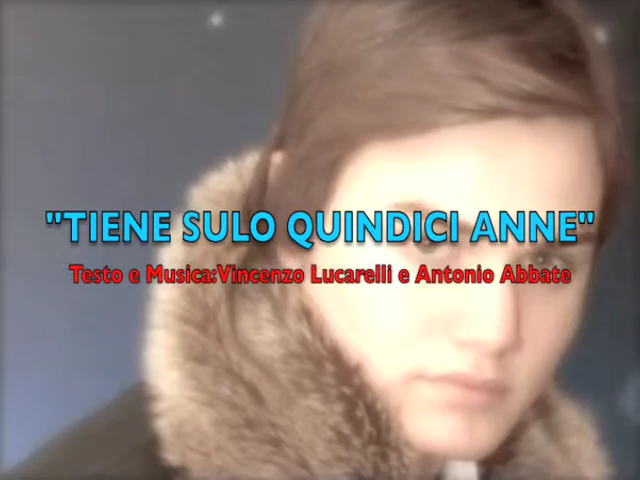 "TIENE SULO QUINDICI ANNE"
Testo e Musica:Vincenzo Lucarelli e Antonio Abbate